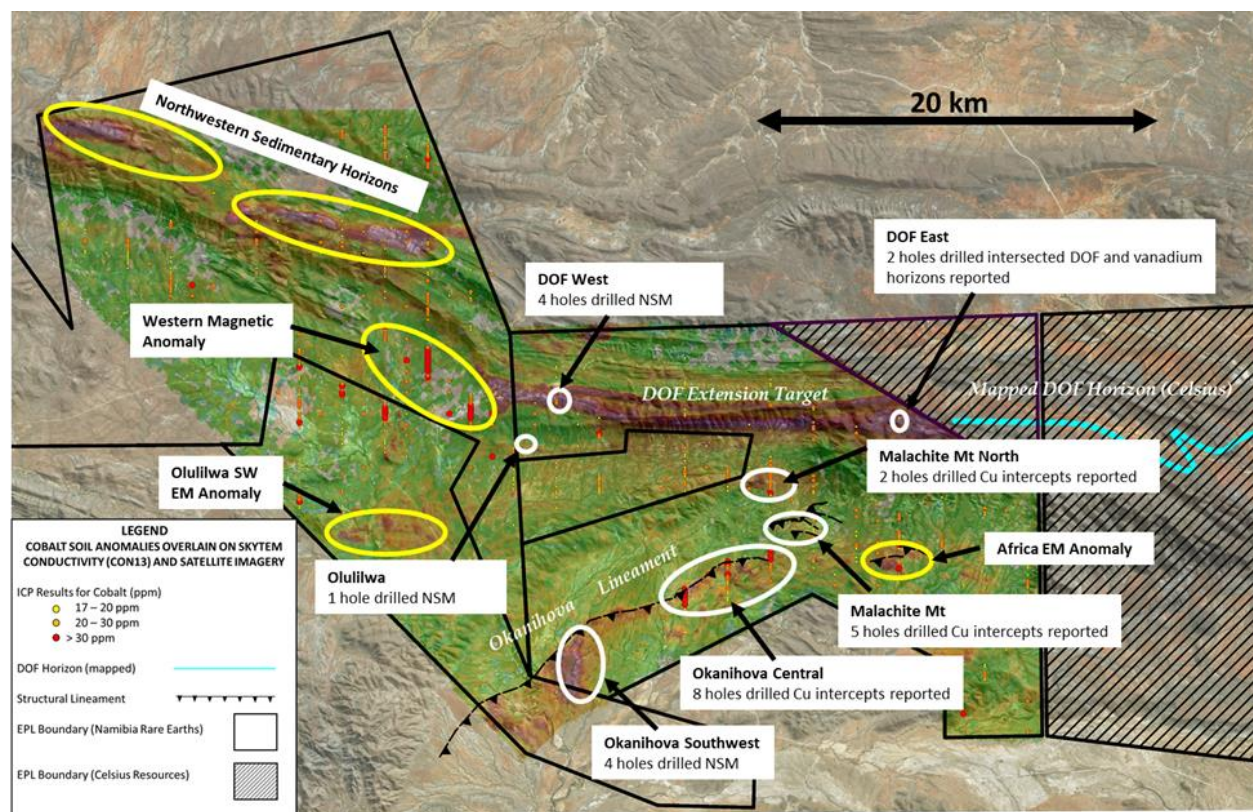 Northwestern Sedimentary Horizons
20 km
DOF East
2 holes drilled intersected DOF and vanadium
horizons reported
DOF West
4 holes drilled NSM
Western Magnetic
Anomaly
DOF Extension Target
Mapped DOF Horizon (Celsius)
Olulilwa SW
EM Anomaly
Malachite Mt North
2 holes drilled Cu intercepts reported
LEGEND
COBALT SOIL ANOMALIES OVERLAIN ON SKYTEM
CONDUCTIVITY (CON13) AND SATELLITE IMAGERY
ICP Results for Cobalt (ppm)
17 – 20 ppm
20 – 30 ppm
> 30 ppm
DOF Horizon (mapped)
Structural Lineament
EPL Boundary (Namibia Rare Earths)
EPL Boundary (Celsius Resources)
Africa EM Anomaly
Olulilwa
1 hole drilled NSM
Okanihova Lineament
Malachite Mt
5 holes drilled Cu intercepts reported
Okanihova Central
8 holes drilled Cu intercepts reported
Okanihova Southwest
4 holes drilled NSM